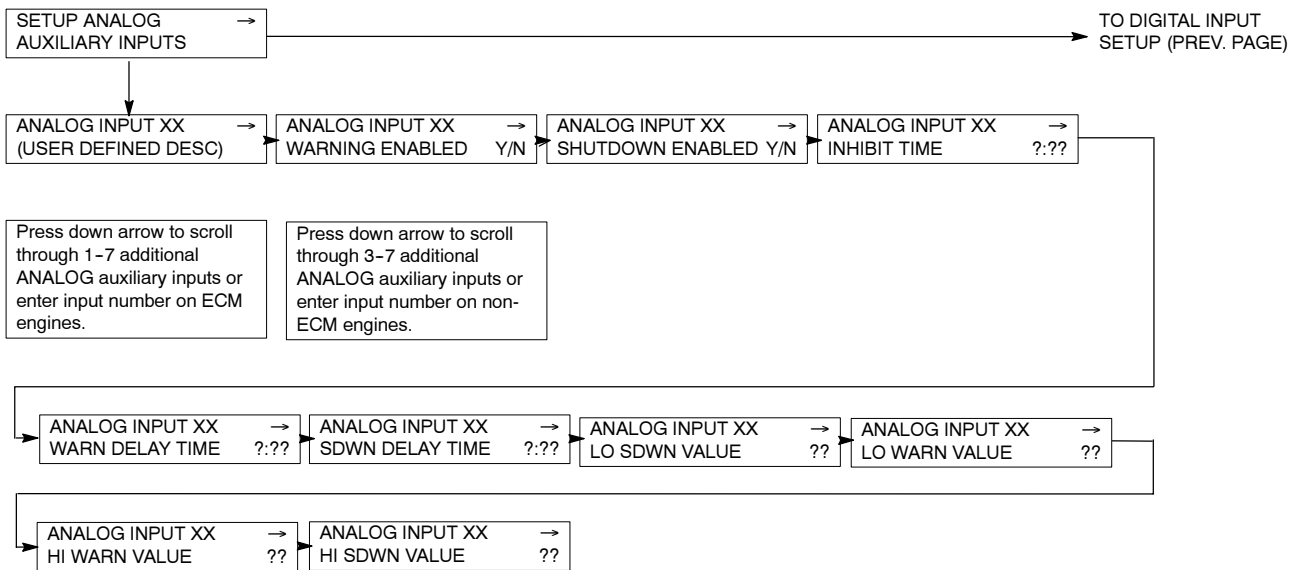 SETUP ANALOG →
AUXILIARY INPUTS
TO DIGITAL INPUT
SETUP (PREV. PAGE)
ANALOG INPUT XX →
(USER DEFINED DESC)
ANALOG INPUT XX →
WARNING ENABLED Y/N
ANALOG INPUT XX →
SHUTDOWN ENABLED Y/N
ANALOG INPUT XX →
INHIBIT TIME ?:??
Press down arrow to scroll
through 1-7 additional
ANALOG auxiliary inputs or
enter input number on ECM
engines.
Press down arrow to scroll
through 3-7 additional
ANALOG auxiliary inputs or
enter input number on non-
ECM engines.
ANALOG INPUT XX →
WARN DELAY TIME ?:??
ANALOG INPUT XX →
SDWN DELAY TIME ?:??
ANALOG INPUT XX →
LO SDWN VALUE ??
ANALOG INPUT XX →
LO WARN VALUE ??
ANALOG INPUT XX →
HI WARN VALUE ??
ANALOG INPUT XX →
HI SDWN VALUE ??